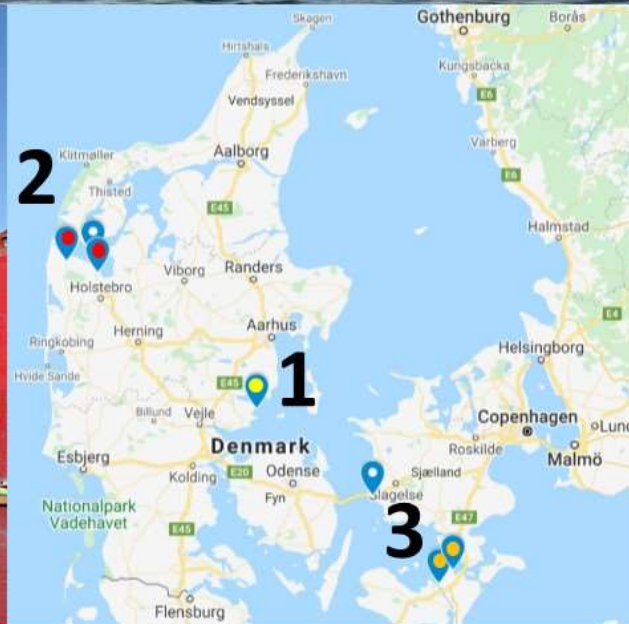 Skagen
Gothenburg
Borås
Hirtshals
Kungsbacka
Frederikshavn
E6
Vendsyssel
Varberg
2
Klitmøller
Aalborg
E6
Thisted
E45
Halmstad
Viborg
Randers
Holstebro
E4
Aarhus
Ringkobing
Herning
Helsingborg
1
Hvide Sande
E45
Billund
Vejle
Copenhagen
Lund
Roskilde
Denmark
Malmö
Esbjerg
E20
Odense
Sjælland
Kolding
Slagelse
Fyn
Nationalpark
Vadehavet
3
E47
E45
Flensburg